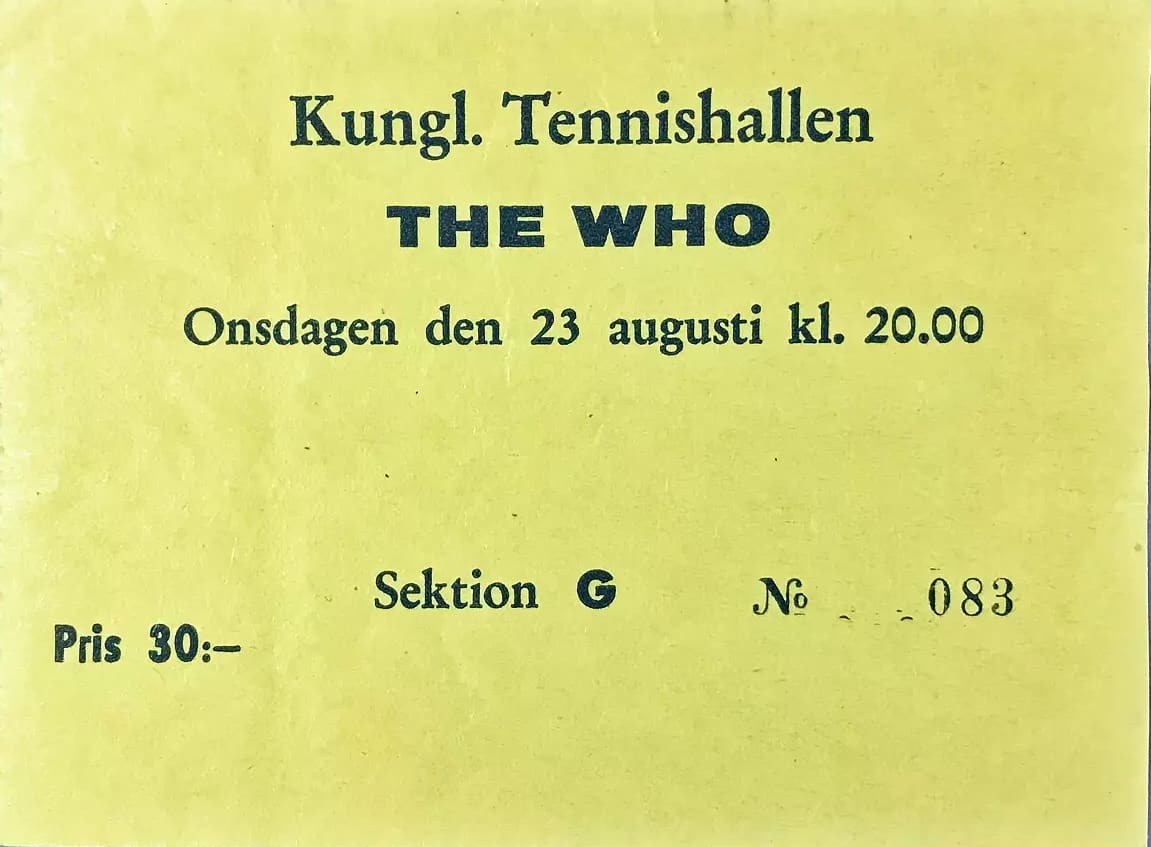 Kungl. Tennishallen
THE WHO
Onsdagen den 23 augusti kl. 20.00
Sektion G № 083
Pris 30:–